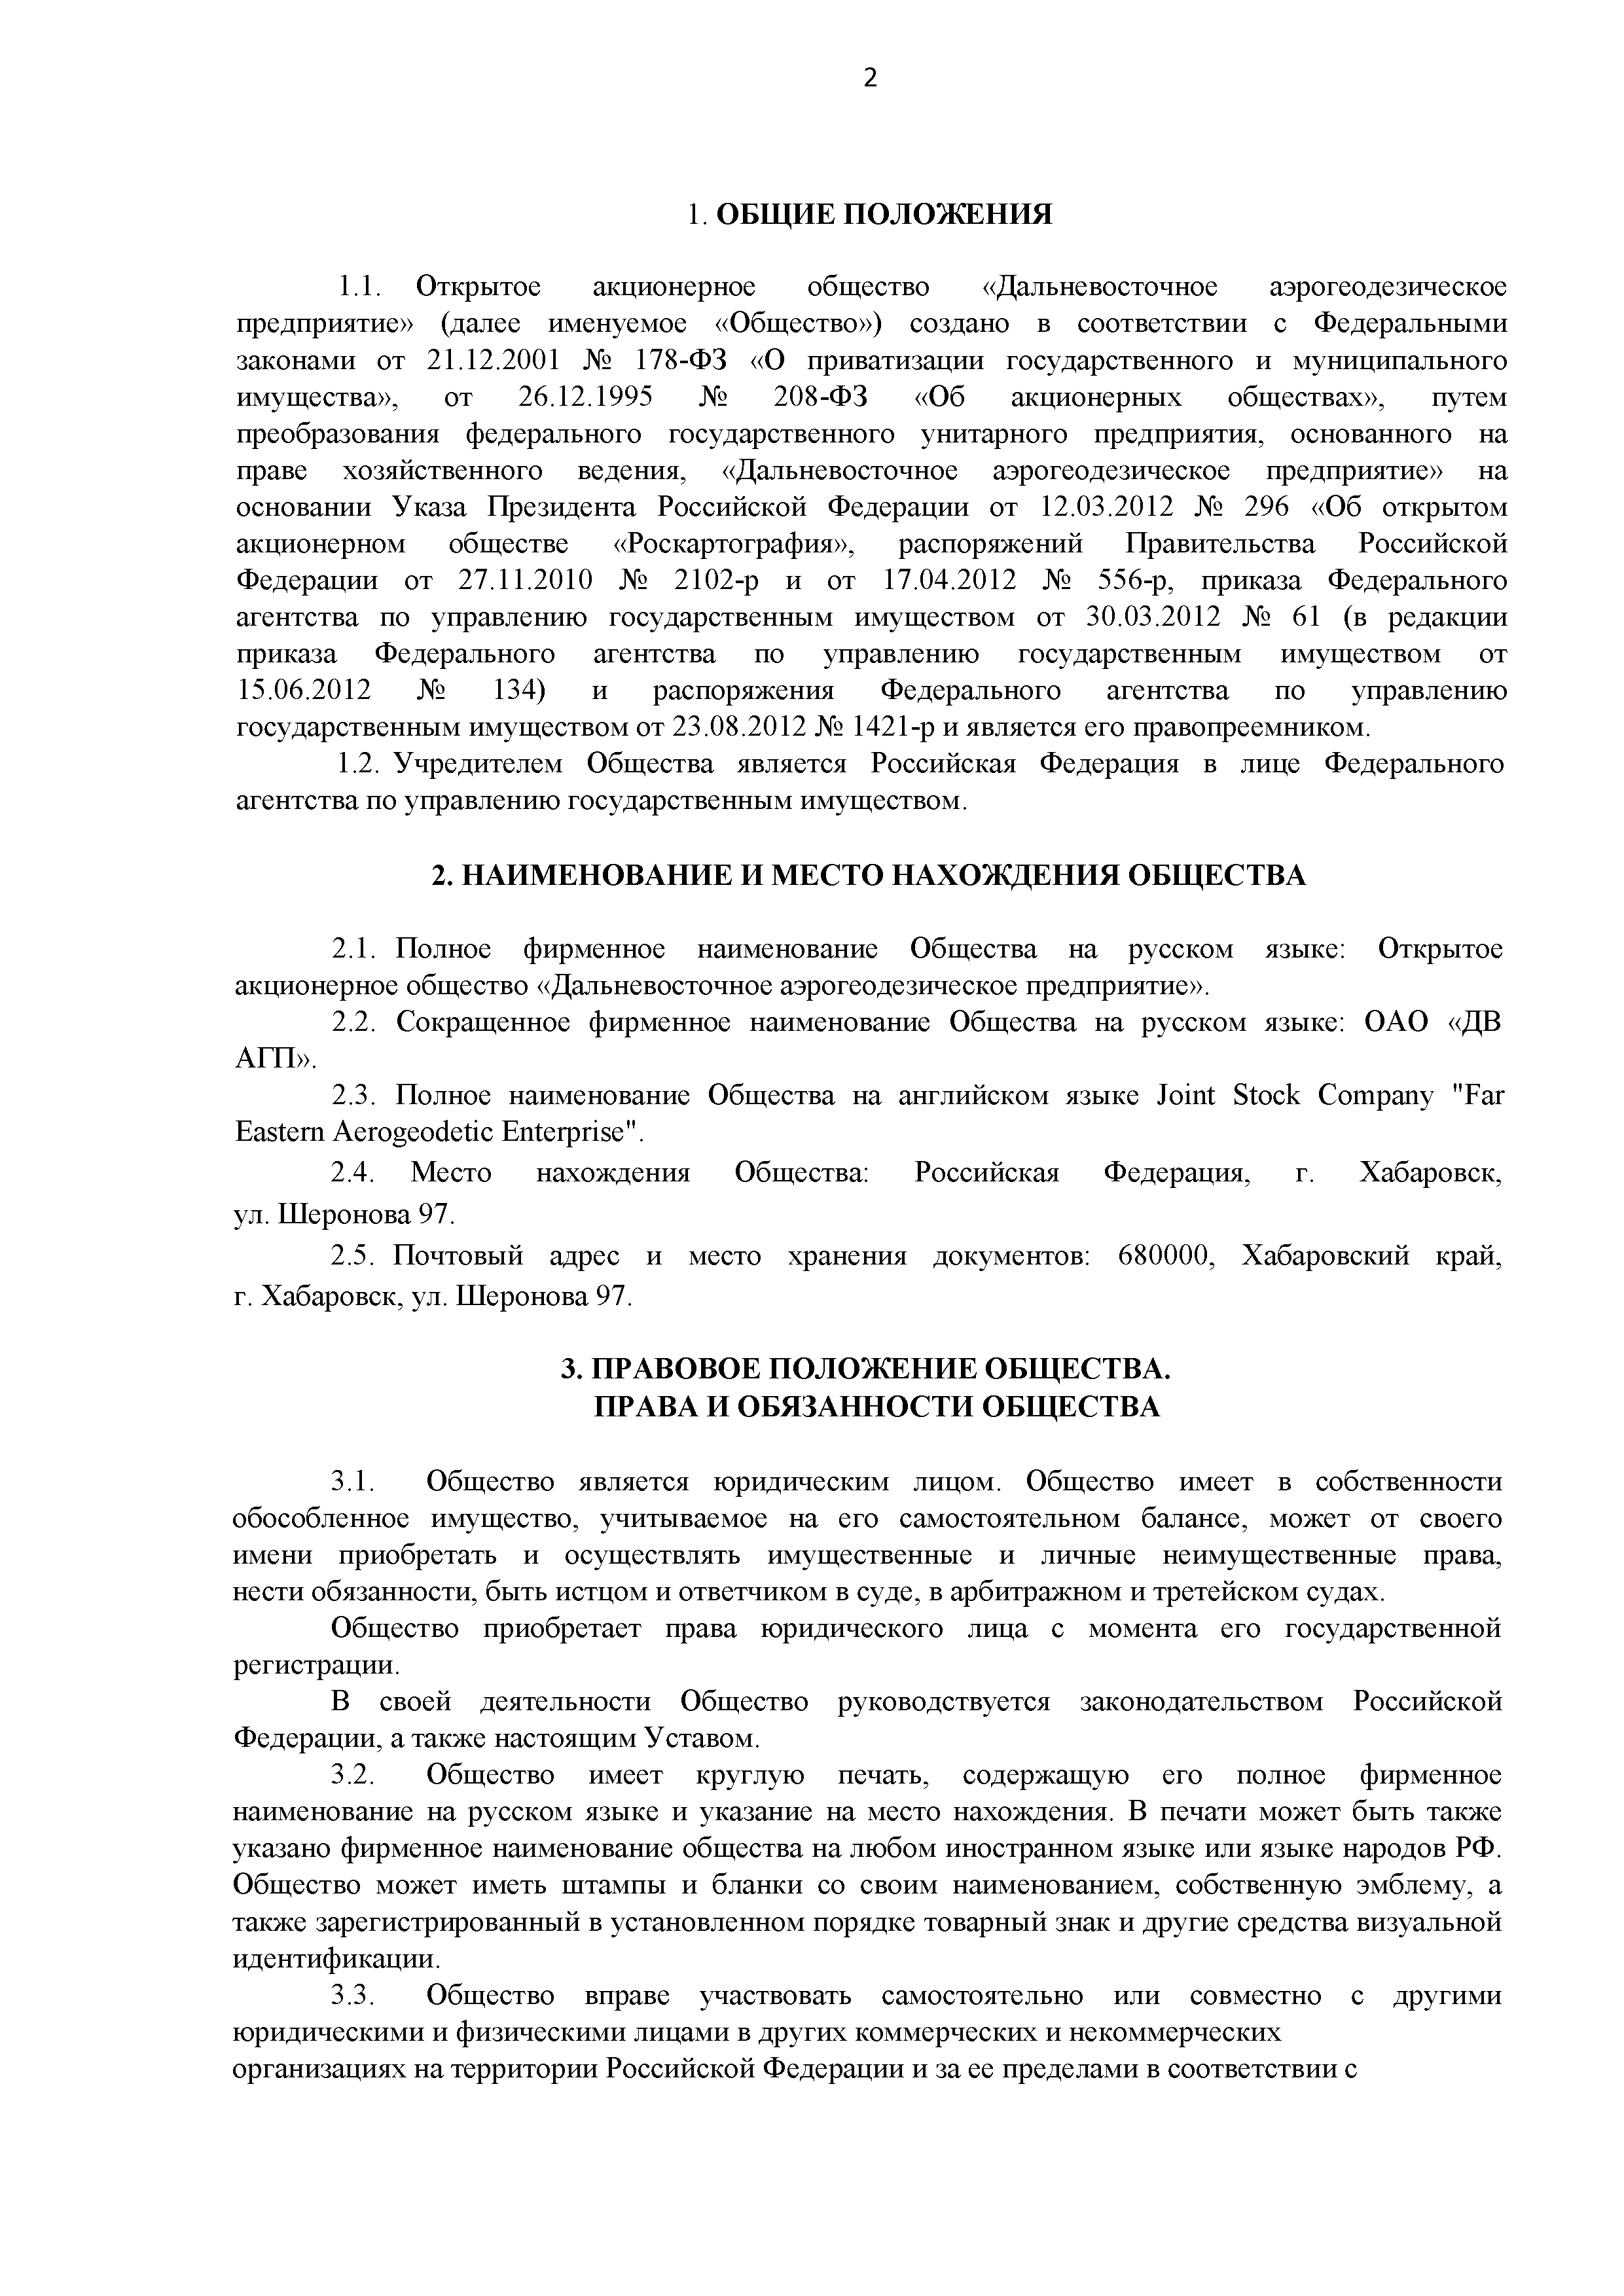 2
1. ОБЩИЕ ПОЛОЖЕНИЯ
1.1. Открытое акционерное общество «Дальневосточное аэрогеодезическое
предприятие» (далее именуемое «Общество») создано в соответствии с Федеральными
законами от 21.12.2001 № 178-ФЗ «О приватизации государственного и муниципального
имущества», от 26.12.1995 № 208-ФЗ «Об акционерных обществах», путем
преобразования федерального государственного унитарного предприятия, основанного на
праве хозяйственного ведения, «Дальневосточное аэрогеодезическое предприятие» на
основании Указа Президента Российской Федерации от 12.03.2012 № 296 «Об открытом
акционерном обществе «Роскартография», распоряжений Правительства Российской
Федерации от 27.11.2010 № 2102-р и от 17.04.2012 № 556-р, приказа Федерального
агентства по управлению государственным имуществом от 30.03.2012 № 61 (в редакции
приказа Федерального агентства по управлению государственным имуществом от
15.06.2012 № 134) и распоряжения Федерального агентства по управлению
государственным имуществом от 23.08.2012 № 1421-р и является его правопреемником.
1.2. Учредителем Общества является Российская Федерация в лице Федерального
агентства по управлению государственным имуществом.
2. НАИМЕНОВАНИЕ И МЕСТО НАХОЖДЕНИЯ ОБЩЕСТВА
2.1. Полное фирменное наименование Общества на русском языке: Открытое
акционерное общество «Дальневосточное аэрогеодезическое предприятие».
2.2. Сокращенное фирменное наименование Общества на русском языке: ОАО «ДВ
АГП».
2.3. Полное наименование Общества на английском языке Joint Stock Company "Far
Eastern Aerogeodetic Enterprise".
2.4. Место нахождения Общества: Российская Федерация, г. Хабаровск,
ул. Шеронова 97.
2.5. Почтовый адрес и место хранения документов: 680000, Хабаровский край,
г. Хабаровск, ул. Шеронова 97.
3. ПРАВОВОЕ ПОЛОЖЕНИЕ ОБЩЕСТВА.
ПРАВА И ОБЯЗАННОСТИ ОБЩЕСТВА
3.1. Общество является юридическим лицом. Общество имеет в собственности
обособленное имущество, учитываемое на его самостоятельном балансе, может от своего
имени приобретать и осуществлять имущественные и личные неимущественные права,
нести обязанности, быть истцом и ответчиком в суде, в арбитражном и третейском судах.
Общество приобретает права юридического лица с момента его государственной
регистрации.
В своей деятельности Общество руководствуется законодательством Российской
Федерации, а также настоящим Уставом.
3.2. Общество имеет круглую печать, содержащую его полное фирменное
наименование на русском языке и указание на место нахождения. В печати может быть также
указано фирменное наименование общества на любом иностранном языке или языке народов РФ.
Общество может иметь штампы и бланки со своим наименованием, собственную эмблему, а
также зарегистрированный в установленном порядке товарный знак и другие средства визуальной
идентификации.
3.3. Общество вправе участвовать самостоятельно или совместно с другими
юридическими и физическими лицами в других коммерческих и некоммерческих
организациях на территории Российской Федерации и за ее пределами в соответствии с